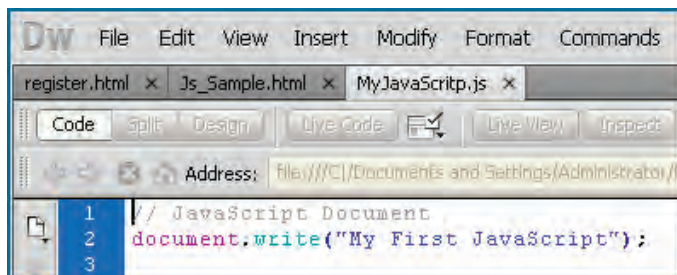 DW File Edit View Insert Modify Format Commands
register.html × Js_Sample.html × MyJavaScritp.js ×
Code Split Design Live Code Live View Inspect
Address: file:///C|/Documents and Settings/Administrator/
1 // JavaScript Document
2 document.write("My First JavaScript");
3